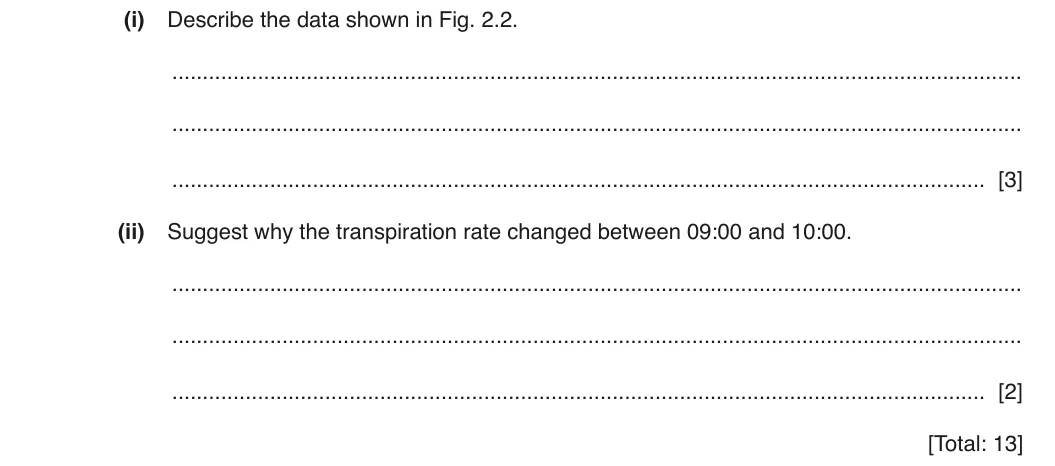 (i) Describe the data shown in Fig. 2.2.
....................................................................................................................................
....................................................................................................................................
............................................................................................................................... [3]
(ii) Suggest why the transpiration rate changed between 09:00 and 10:00.
....................................................................................................................................
....................................................................................................................................
............................................................................................................................... [2]
[Total: 13]